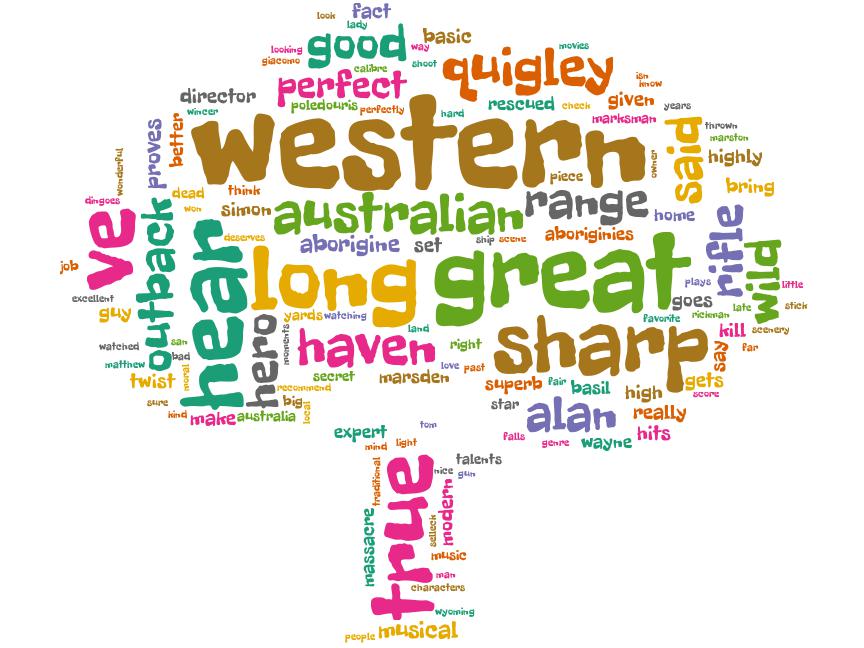 look
fact
lady
looking
good
way
basic
movies
giacomo
calibre
shoot
quigley
isn
know
perfect
director
wincer
poledouris
perfectly
hard
rescued
check
given
years
marksman
western
better
proves
wonderful
said
thrown
marston
highly
piece
owner
bring
dead
think
won
dingoes
simon
australian
range
home
ve
outback
hear
deserves
aborigine
set
ship
scene
aboriginies
rifle
wild
job
long
great
plays
little
excellent
goes
late
stick
guy
yards
watching
favorite
rickman
kill
scenery
hero
moments
land
haven
right
sharp
say
far
watched
san
bad
matthew
moral
twist
secret
marsden
love
past
superb
fair
basil
high
gets
score
recommend
big
local
sure
kind
make
australia
star
alan
really
expert
tom
falls
genre
wayne
hits
mind
light
traditional
true
nice
talents
gun
modern
selleck
massacre
music
man
characters
wyoming
people
musical